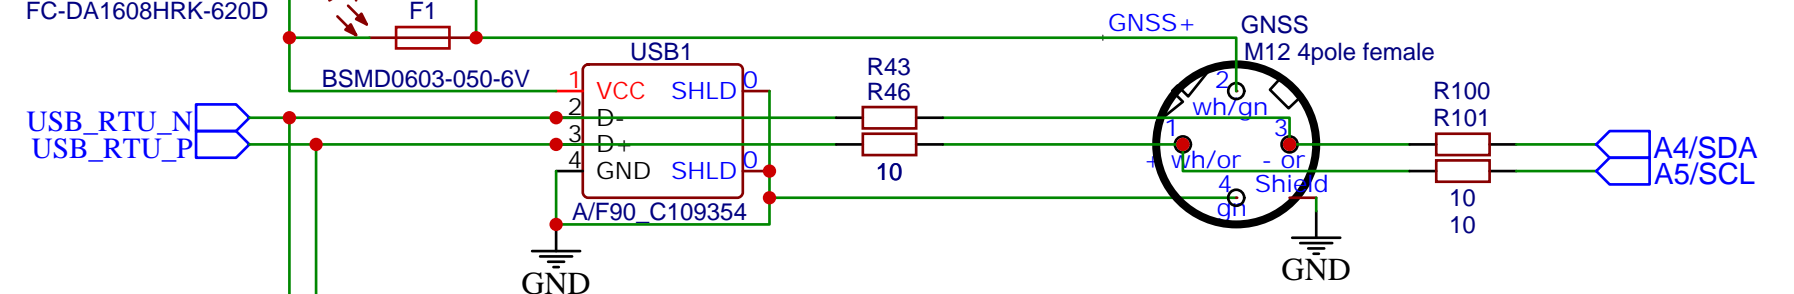 FC-DA1608HRK-620D
F1
GNSS+
GNSS
M12 4pole female
USB1
BSMD0603-050-6V
1 VCC SHLD 0
2 D-
3 D+
4 GND SHLD 0
A/F90_C109354
GND
USB_RTU_N
USB_RTU_P
R43
R46
10
2
wh/gn
1 3
+ wh/or - or
4 Shield
gn
GND
R100
R101
10
10
A4/SDA
A5/SCL